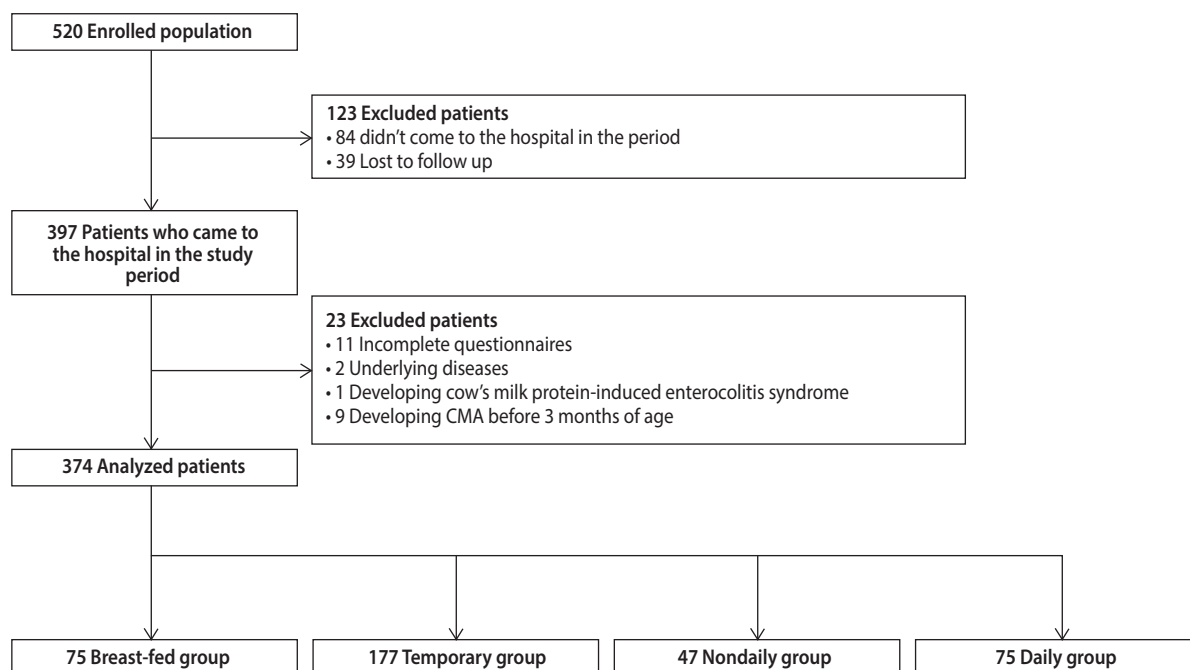 520 Enrolled population
123 Excluded patients
• 84 didn't come to the hospital in the period
• 39 Lost to follow up
397 Patients who came to
the hospital in the study
period
23 Excluded patients
• 11 Incomplete questionnaires
• 2 Underlying diseases
• 1 Developing cow's milk protein-induced enterocolitis syndrome
• 9 Developing CMA before 3 months of age
374 Analyzed patients
75 Breast-fed group
177 Temporary group
47 Nondaily group
75 Daily group